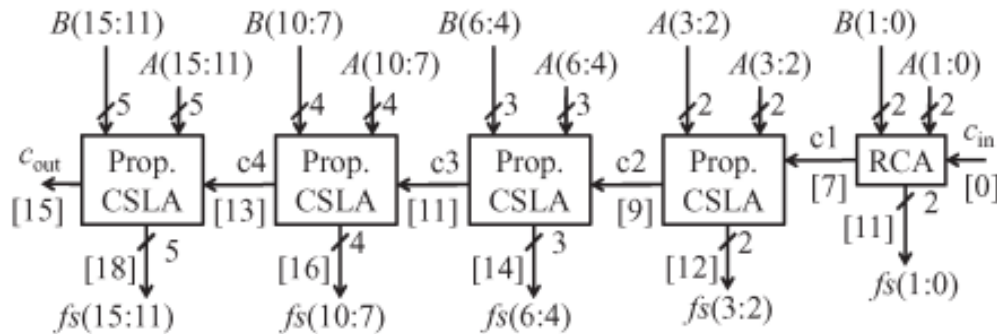 B(15:11) B(10:7) B(6:4) A(3:2) B(1:0)
A(15:11) A(10:7) A(6:4) A(3:2) A(1:0)
5 5 4 4 3 3 2 2 2 2
cout Prop. c4 Prop. c3 Prop. c2 Prop. c1 RCA cin
CSLA CSLA CSLA CSLA
[15] [13] [11] [9] [7] [0]
[18] 5 [16] 4 [14] 3 [12] 2 [11] 2
fs(15:11) fs(10:7) fs(6:4) fs(3:2) fs(1:0)